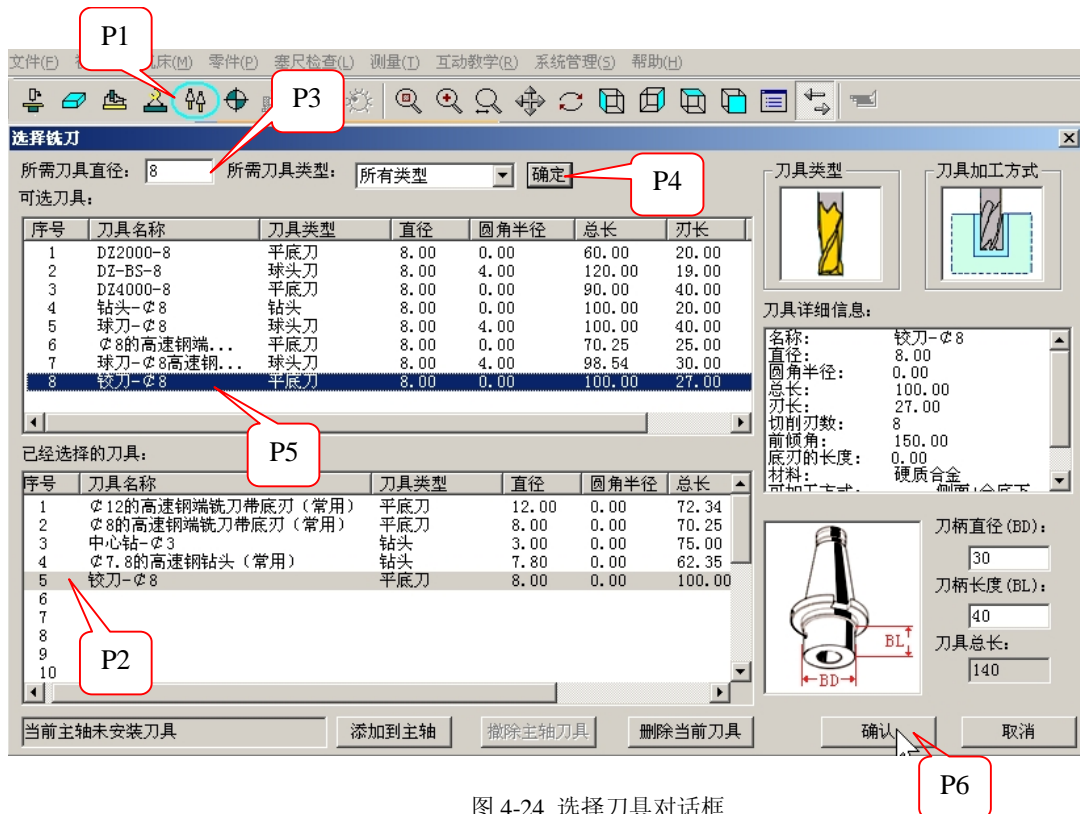 P1
文件(F) 机床(M) 零件(P) 塞尺检查(L) 测量(T) 互动教学(R) 系统管理(S) 帮助(H)
P3
选择铣刀
所需刀具直径: 8 所需刀具类型: 所有类型 确定
P4
可选刀具:
序号 刀具名称 刀具类型 直径 圆角半径 总长 刃长
1 DZ2000-8 平底刀 8.00 0.00 60.00 20.00
2 DZ-BS-8 球头刀 8.00 4.00 120.00 19.00
3 DZ4000-8 平底刀 8.00 0.00 90.00 40.00
4 钻头-￠8 钻头 8.00 0.00 100.00 20.00
5 球刀-￠8 球头刀 8.00 4.00 100.00 40.00
6 ￠8的高速钢端... 平底刀 8.00 0.00 70.25 25.00
7 球刀-￠8高速钢... 球头刀 8.00 4.00 98.54 30.00
8 铰刀-￠8 平底刀 8.00 0.00 100.00 27.00
P5
已经选择的刀具:
序号 刀具名称 刀具类型 直径 圆角半径 总长
1 ￠12的高速钢端铣刀带底刃（常用） 平底刀 12.00 0.00 72.34
2 ￠8的高速钢端铣刀带底刃（常用） 平底刀 8.00 0.00 70.25
3 中心钻-￠3 钻头 3.00 0.00 75.00
4 ￠7.8的高速钢钻头（常用） 钻头 7.80 0.00 62.35
5 铰刀-￠8 平底刀 8.00 0.00 100.00
6
7
8
9
10
P2
刀具类型
刀具加工方式
刀具详细信息:
名称: 铰刀-￠8
直径: 8.00
圆角半径: 0.00
总长: 100.00
刃长: 27.00
切削刃数: 8
前倾角: 150.00
底刃的长度: 0.00
材料: 硬质合金
刀柄直径(BD):
30
刀柄长度(BL):
40
刀具总长:
140
BL
BD
当前主轴未安装刀具 添加到主轴 撤除主轴刀具 删除当前刀具 确认 取消
P6
图 4-24 选择刀具对话框